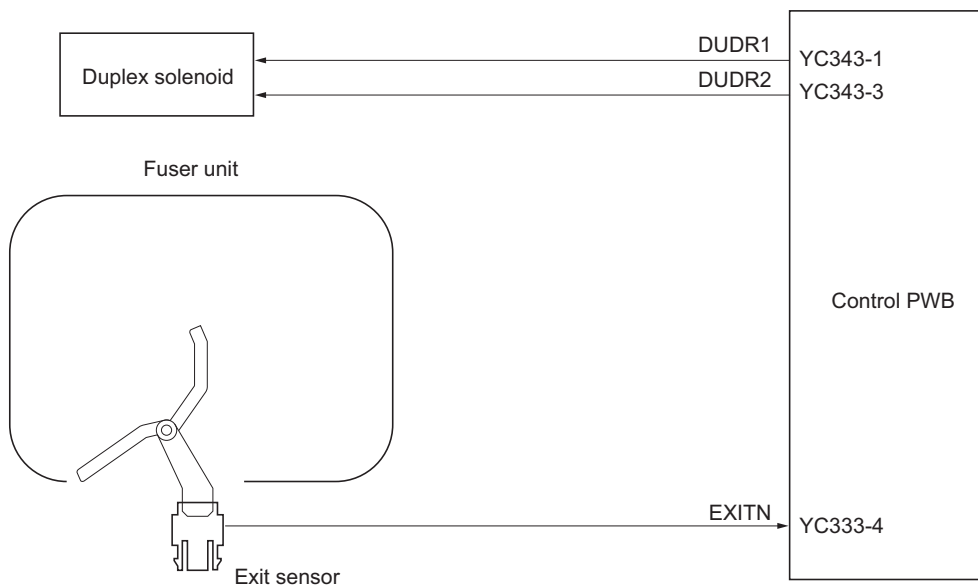 DUDR1
YC343-1
Duplex solenoid
DUDR2
YC343-3
Fuser unit
Control PWB
EXITN
YC333-4
Exit sensor